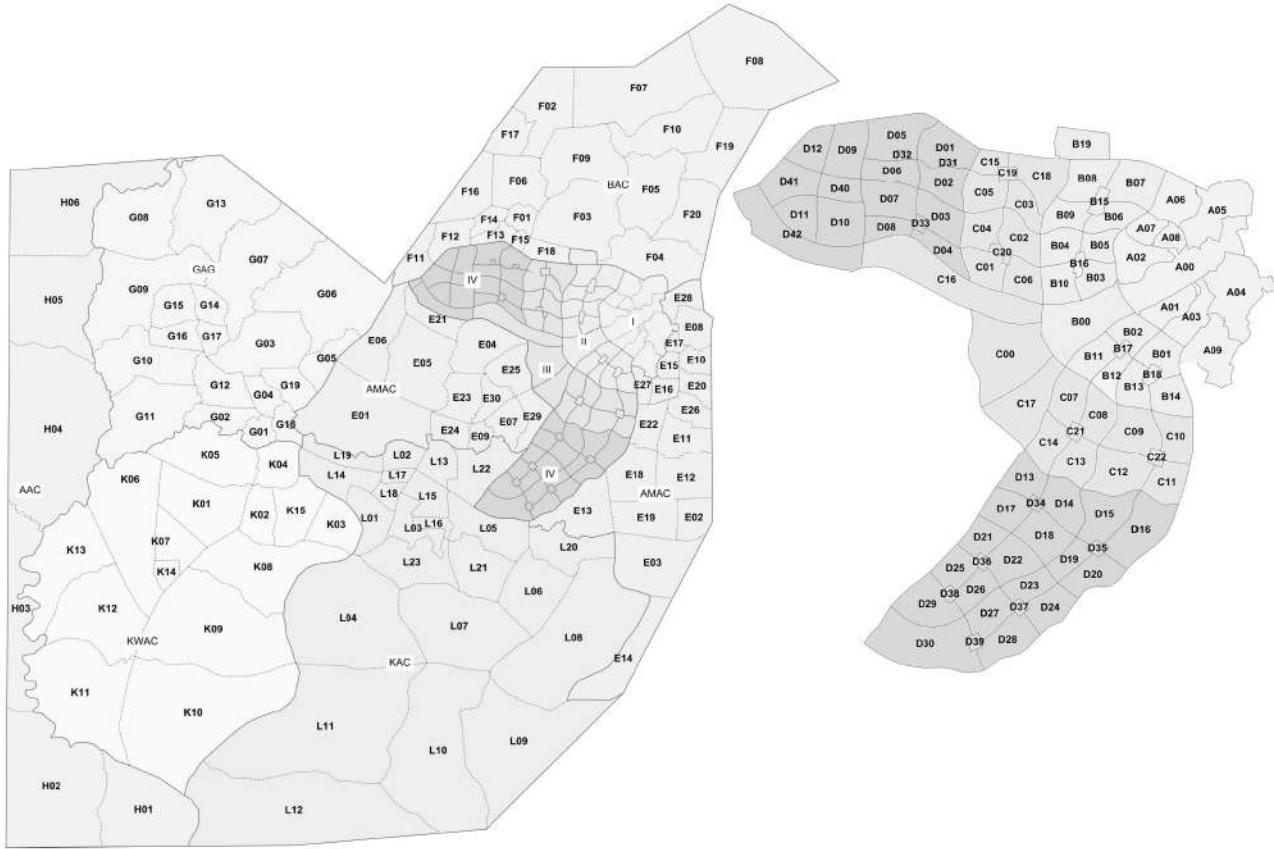 F08
F07
F02
F17
F10
F19
F09
BAC
F16
F06
F05
F14
F01
F03
F20
F12
F13
F15
F18
F04
F11
H06
G13
G08
GAG
G07
H05
G09
G15
G14
G06
G16
G17
G03
G10
G05
G12
G19
G04
G11
G02
G01
G18
H04
AAC
IV
E21
E06
E05
E04
E25
AMAC
E23
E30
E01
E07
E29
E24
E09
I
II
III
E28
E08
E17
E10
E15
E27
E16
E20
E26
E22
E11
IV
E18
E12
AMAC
E13
E19
E02
E03
E14
K05
K04
K06
K01
K02
K15
K03
K13
K07
K14
K08
K12
K09
KWAC
H03
K11
K10
L19
L02
L13
L14
L17
L22
L18
L15
L01
L03
L16
L05
L20
L23
L21
L06
L04
L07
L08
KAC
L11
L10
L09
H02
H01
L12
D05
D12
D09
D32
D01
D31
D06
D41
D40
D02
D07
D11
D10
D08
D33
D03
D42
D04
B19
C15
C19
C18
B08
B07
C05
B15
A06
C03
B09
B06
A05
C04
C02
A07
A08
B04
B05
C20
B16
A02
A00
C01
C06
B10
B03
C16
A04
A01
A03
B00
B02
C00
B11
B17
B01
A09
B12
B18
B13
B14
C17
C07
C08
C21
C09
C10
C14
C13
C22
C12
C11
D13
D17
D34
D14
D15
D16
D21
D18
D35
D25
D36
D22
D19
D20
D38
D26
D23
D29
D27
D37
D24
D30
D39
D28